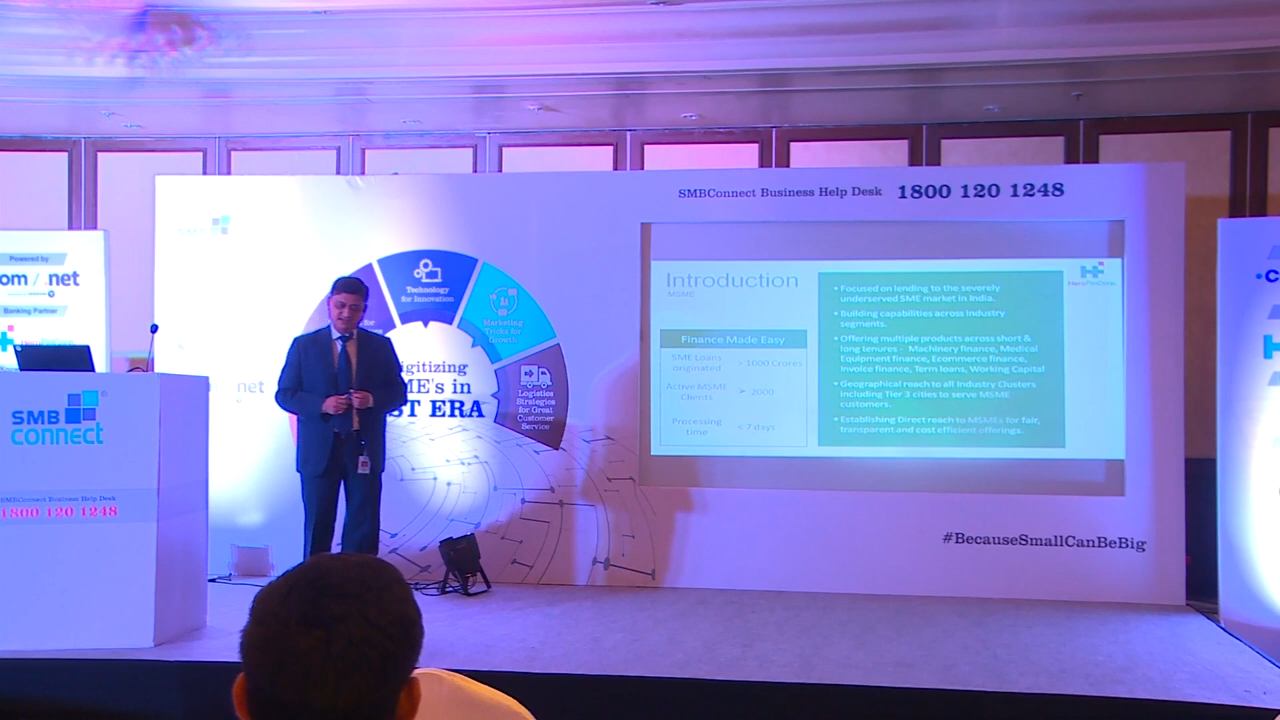 SMBConnect Business Help Desk 1800 120 1248
Powered by
om / .net
Banking Partner
SMB
connect
SMBConnect Business Help Desk
1800 120 1248
net
Technology
for Innovation
for
Marketing
Tricks for
Growth
Logistics
Strategies
for Great
Customer
Service
igitizing
ME's in
ST ERA
Introduction
MSME
HeroFinCorp
Finance Made Easy
SME Loans
originated
> 1000 Crores
Active MSME
Clients
➢ 2000
Processing
time
< 7 days
• Focused on lending to the severely
underserved SME market in India.
• Building capabilities across Industry
segments.
• Offering multiple products across short &
long tenures - Machinery finance, Medical
Equipment finance, Ecommerce finance,
Invoice finance, Term loans, Working Capital
• Geographical reach to all Industry Clusters
including Tier 3 cities to serve MSME
customers.
• Establishing Direct reach to MSMEs for fair,
transparent and cost efficient offerings.
#BecauseSmallCanBeBig